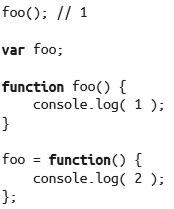 foo(); // 1

var foo;

function foo() {
    console.log( 1 );
}

foo = function() {
    console.log( 2 );
};